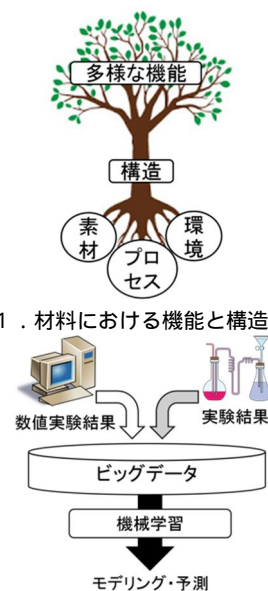 多様な機能
構造
素材
プロセス
環境
1．材料における機能と構造
数値実験結果
実験結果
ビッグデータ
機械学習
モデリング・予測